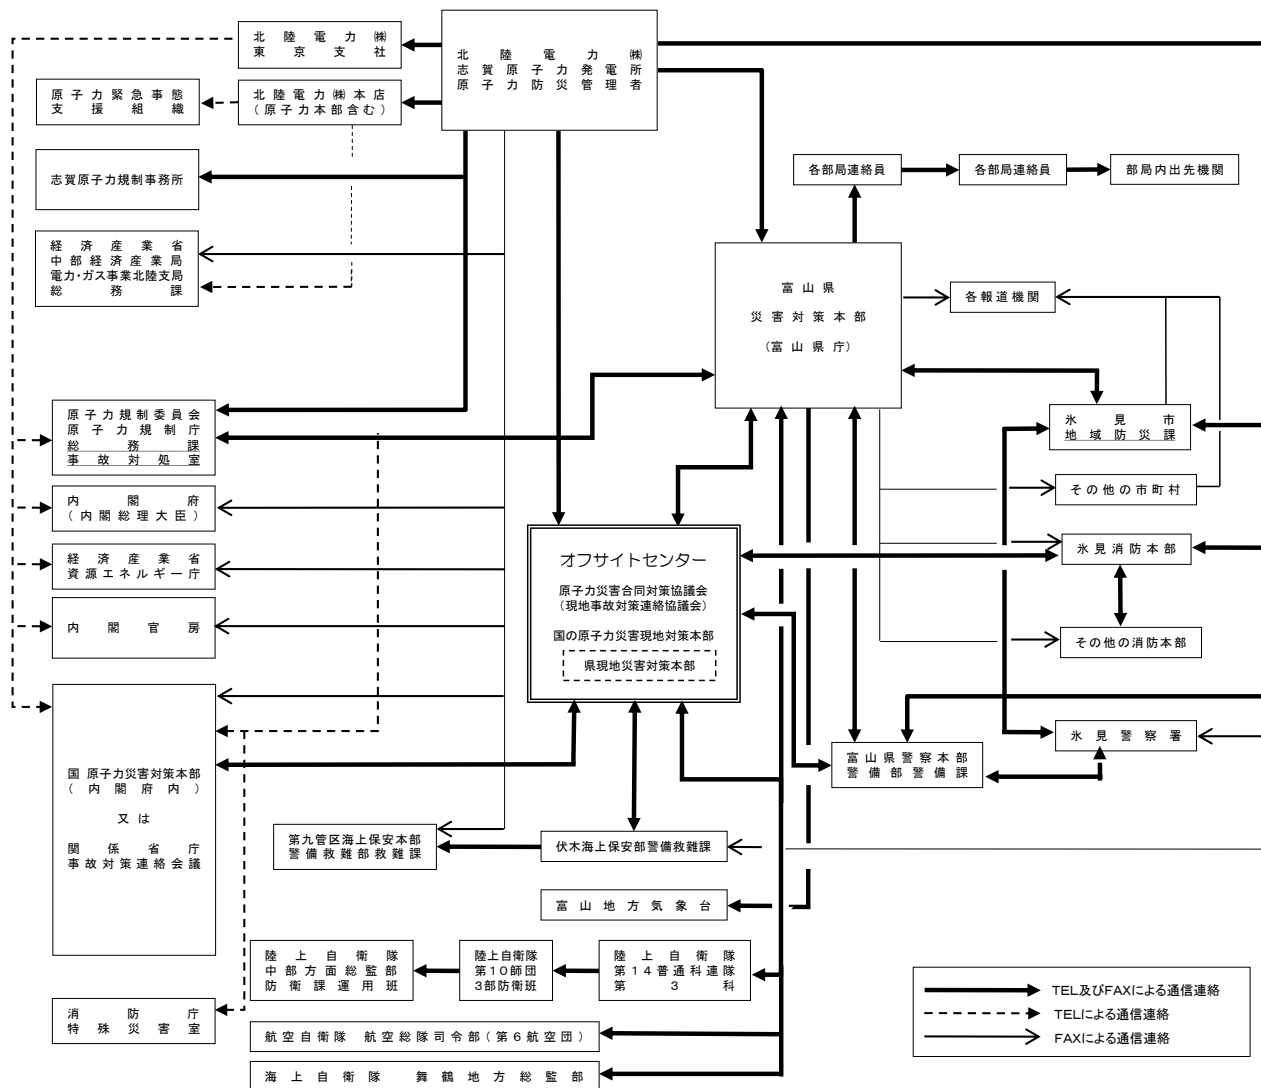 北陸電力㈱
東京支社
北陸電力㈱
志賀原子力発電所
原子力防災管理者
原子力緊急事態
支援組織
北陸電力㈱本店
(原子力本部含む)
志賀原子力規制事務所
各部局連絡員
各部局連絡員
部局内出先機関
経済産業省
中部経済産業局
電力・ガス事業北陸支局
総務課
富山県
災害対策本部
(富山県庁)
各報道機関
原子力規制委員会
原子力規制庁
総務課
事故対処室
氷見市
地域防災課
内閣府
(内閣総理大臣)
その他の市町村
経済産業省
資源エネルギー庁
オフサイトセンター
原子力災害合同対策協議会
(現地事故対策連絡協議会)
国の原子力災害現地対策本部
県現地災害対策本部
氷見消防本部
内閣官房
その他の消防本部
国 原子力災害対策本部
(内閣府内)
又は
関係省庁
事故対策連絡会議
富山県警察本部
警備部警備課
氷見警察署
第九管区海上保安本部
警備救難部救難課
伏木海上保安部警備救難課
富山地方気象台
陸上自衛隊
中部方面総監部
防衛課運用班
陸上自衛隊
第10師団
3部防衛班
陸上自衛隊
第14普通科連隊
第3科
消防庁
特殊災害室
航空自衛隊 航空総隊司令部(第6航空団)
海上自衛隊 舞鶴地方総監部
TEL及びFAXによる通信連絡
TELによる通信連絡
FAXによる通信連絡